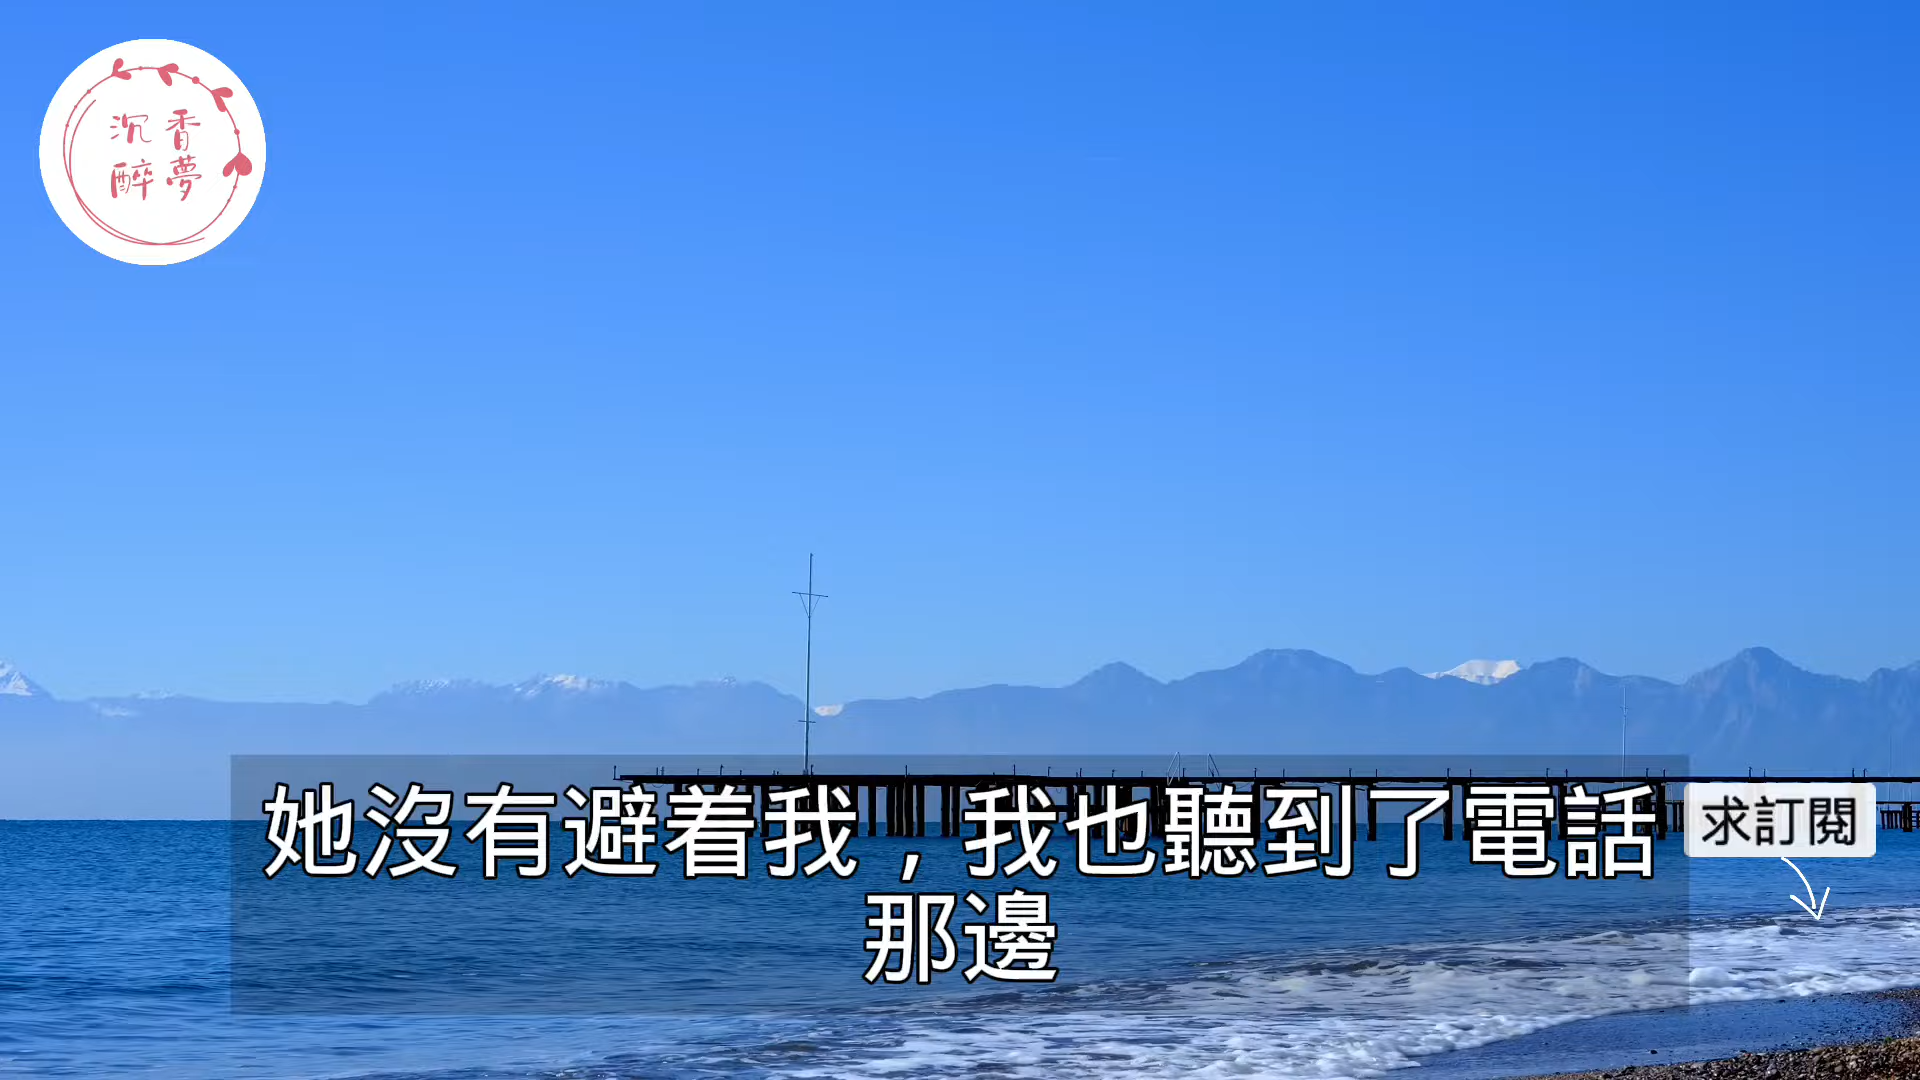 沉香
醉夢
她沒有避着我，我也聽到了電話
那邊
求訂閱